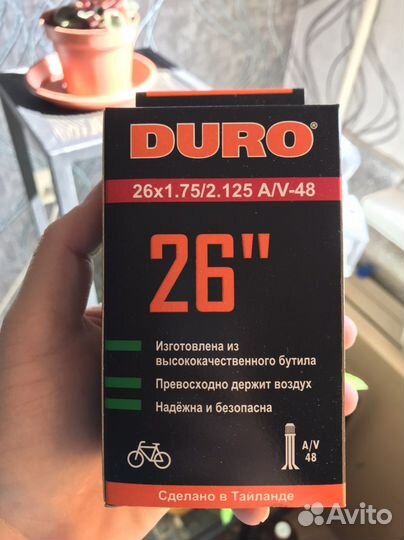 DURO®
26x1.75/2.125 A/V-48
26"
Изготовлена из
высококачественного бутила
Превосходно держит воздух
Надёжна и безопасна
A/V
48
Сделано в Таиланде
Avito